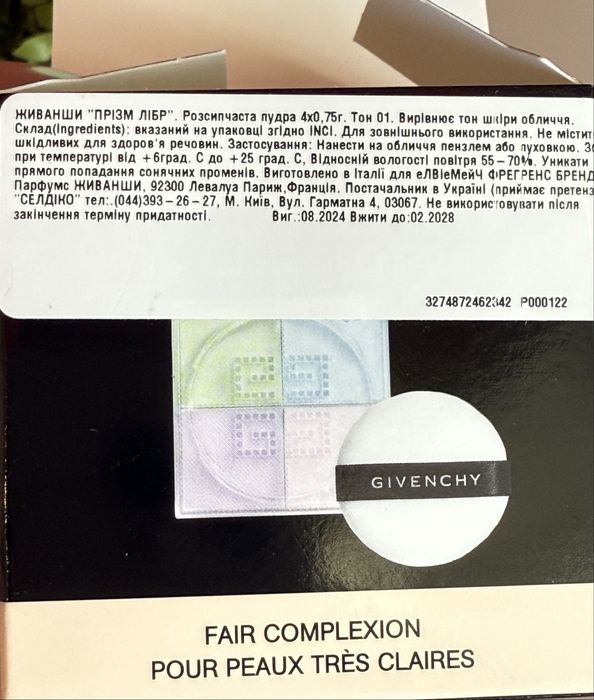 ЖИВАНШИ "ПРІЗМ ЛІБР". Розсипчаста пудра 4x0,75г. Тон 01. Вирівнює тон шкіри обличчя.
Склад(Ingredients): вказаний на упаковці згідно INCI. Для зовнішнього використання. Не містит
шкідливих для здоров'я речовин. Застосування: Нанести на обличчя пензлем або пуховкою. Зб
при температурі від +6град. С до +25 град. С, Відносній вологості повітря 55-70%. Уникати
прямого попадання сонячних променів. Виготовлено в Італії для еЛВіеМейЧ ФРЕГРЕНС БРЕНД
Парфумс ЖИВАНШИ, 92300 Левалуа Париж,Франція. Постачальник в Україні (приймає претенз
"СЕЛДІКО" тел:.(044)393-26-27, М. Київ, Вул. Гарматна 4, 03067. Не використовувати після
закінчення терміну придатності. Виг.:08.2024 Вжити до:02.2028
3274872462342 P000122
GIVENCHY
FAIR COMPLEXION
POUR PEAUX TRÈS CLAIRES